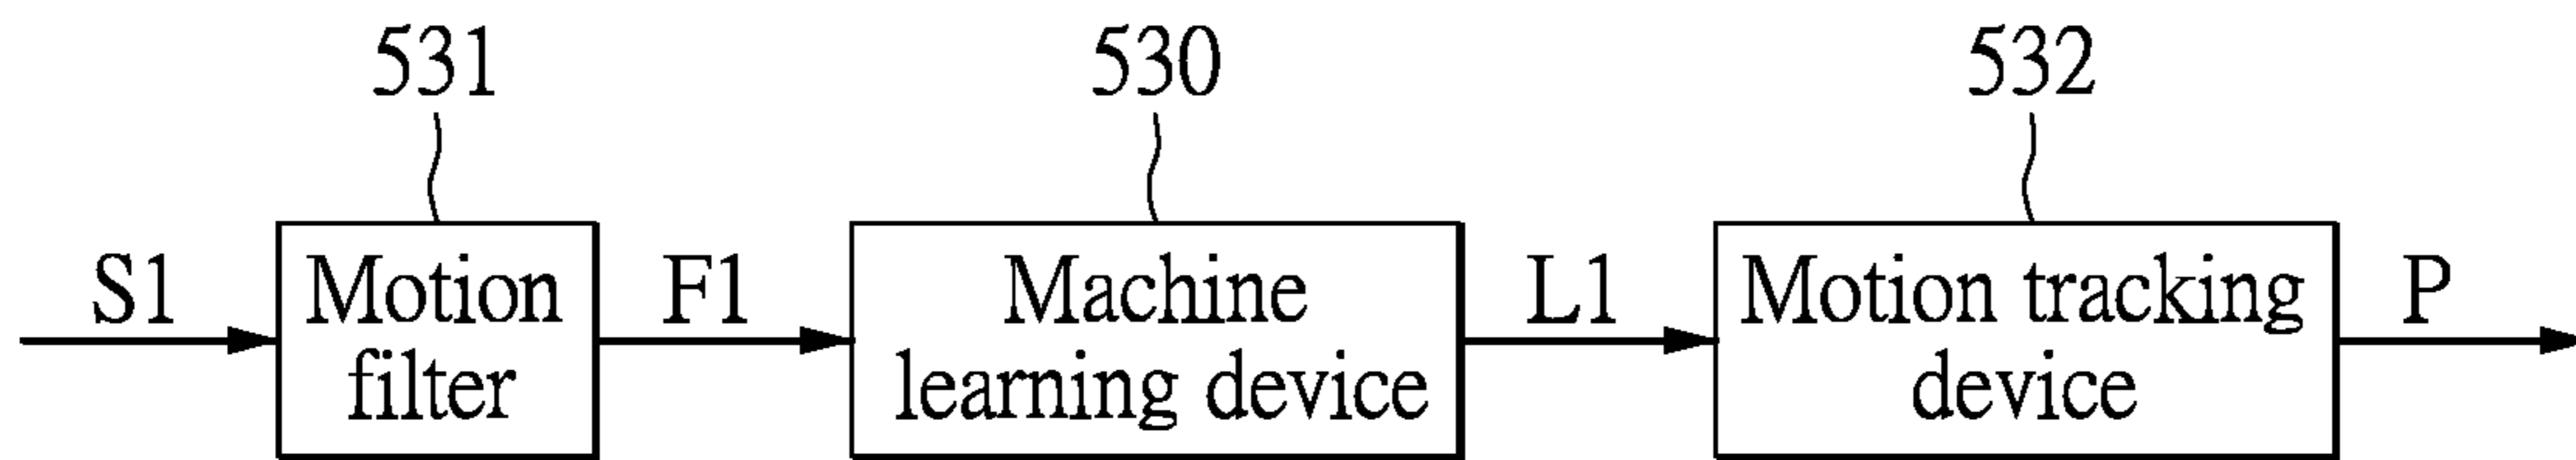 531
530
532
S1
Motion
filter
F1
Machine
learning device
L1
Motion tracking
device
P